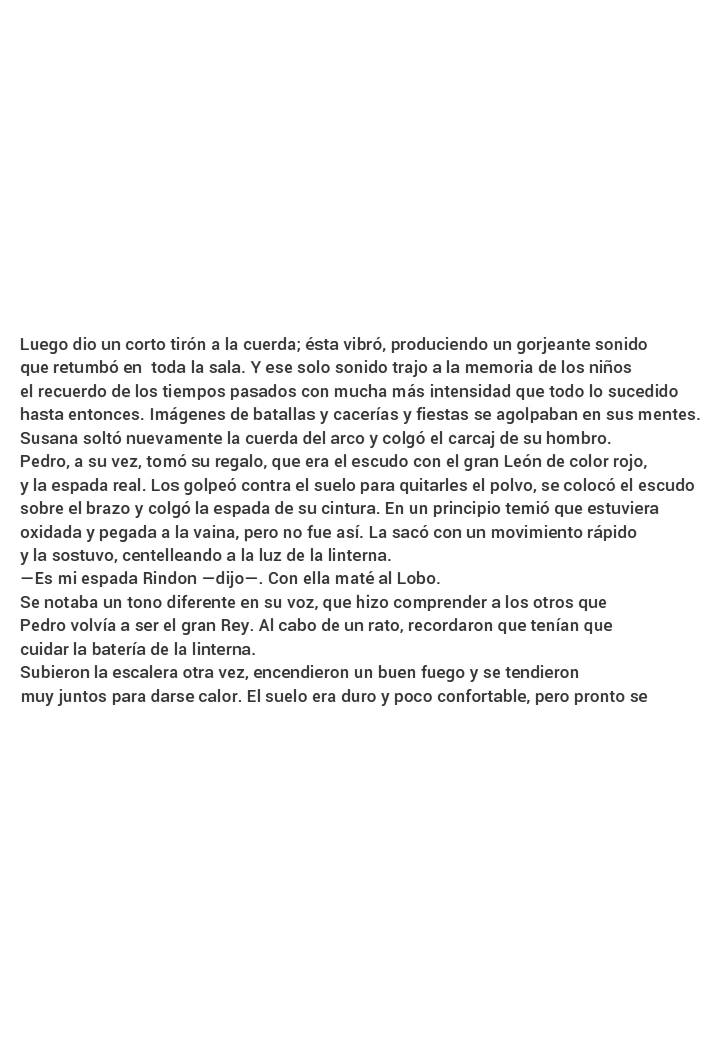 Luego dio un corto tirón a la cuerda; ésta vibró, produciendo un gorjeante sonido
que retumbó en  toda la sala. Y ese solo sonido trajo a la memoria de los niños
el recuerdo de los tiempos pasados con mucha más intensidad que todo lo sucedido
hasta entonces. Imágenes de batallas y cacerías y fiestas se agolpaban en sus mentes.
Susana soltó nuevamente la cuerda del arco y colgó el carcaj de su hombro.
Pedro, a su vez, tomó su regalo, que era el escudo con el gran León de color rojo,
y la espada real. Los golpeó contra el suelo para quitarles el polvo, se colocó el escudo
sobre el brazo y colgó la espada de su cintura. En un principio temió que estuviera
oxidada y pegada a la vaina, pero no fue así. La sacó con un movimiento rápido
y la sostuvo, centelleando a la luz de la linterna.
—Es mi espada Rindon —dijo—. Con ella maté al Lobo.
Se notaba un tono diferente en su voz, que hizo comprender a los otros que
Pedro volvía a ser el gran Rey. Al cabo de un rato, recordaron que tenían que
cuidar la batería de la linterna.
Subieron la escalera otra vez, encendieron un buen fuego y se tendieron
muy juntos para darse calor. El suelo era duro y poco confortable, pero pronto se